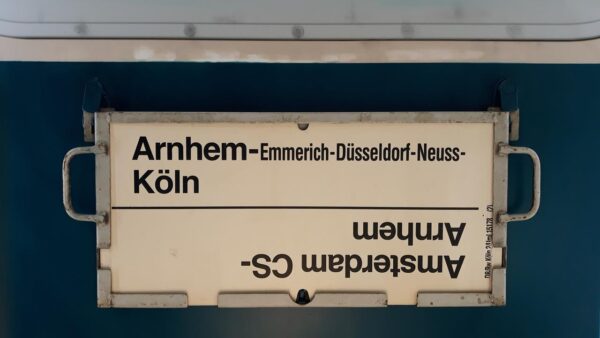 Arnhem-Emmerich-Düsseldorf-Neuss-
Köln
Amsterdam CS-
Arnhem